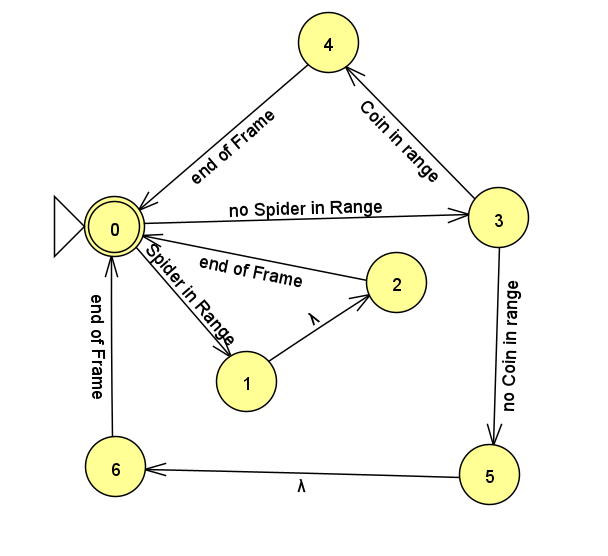 4
end of Frame
Coin in range
no Spider in Range
0
3
Spider in Range
end of Frame
2
λ
1
end of Frame
no Coin in range
6
5
λ